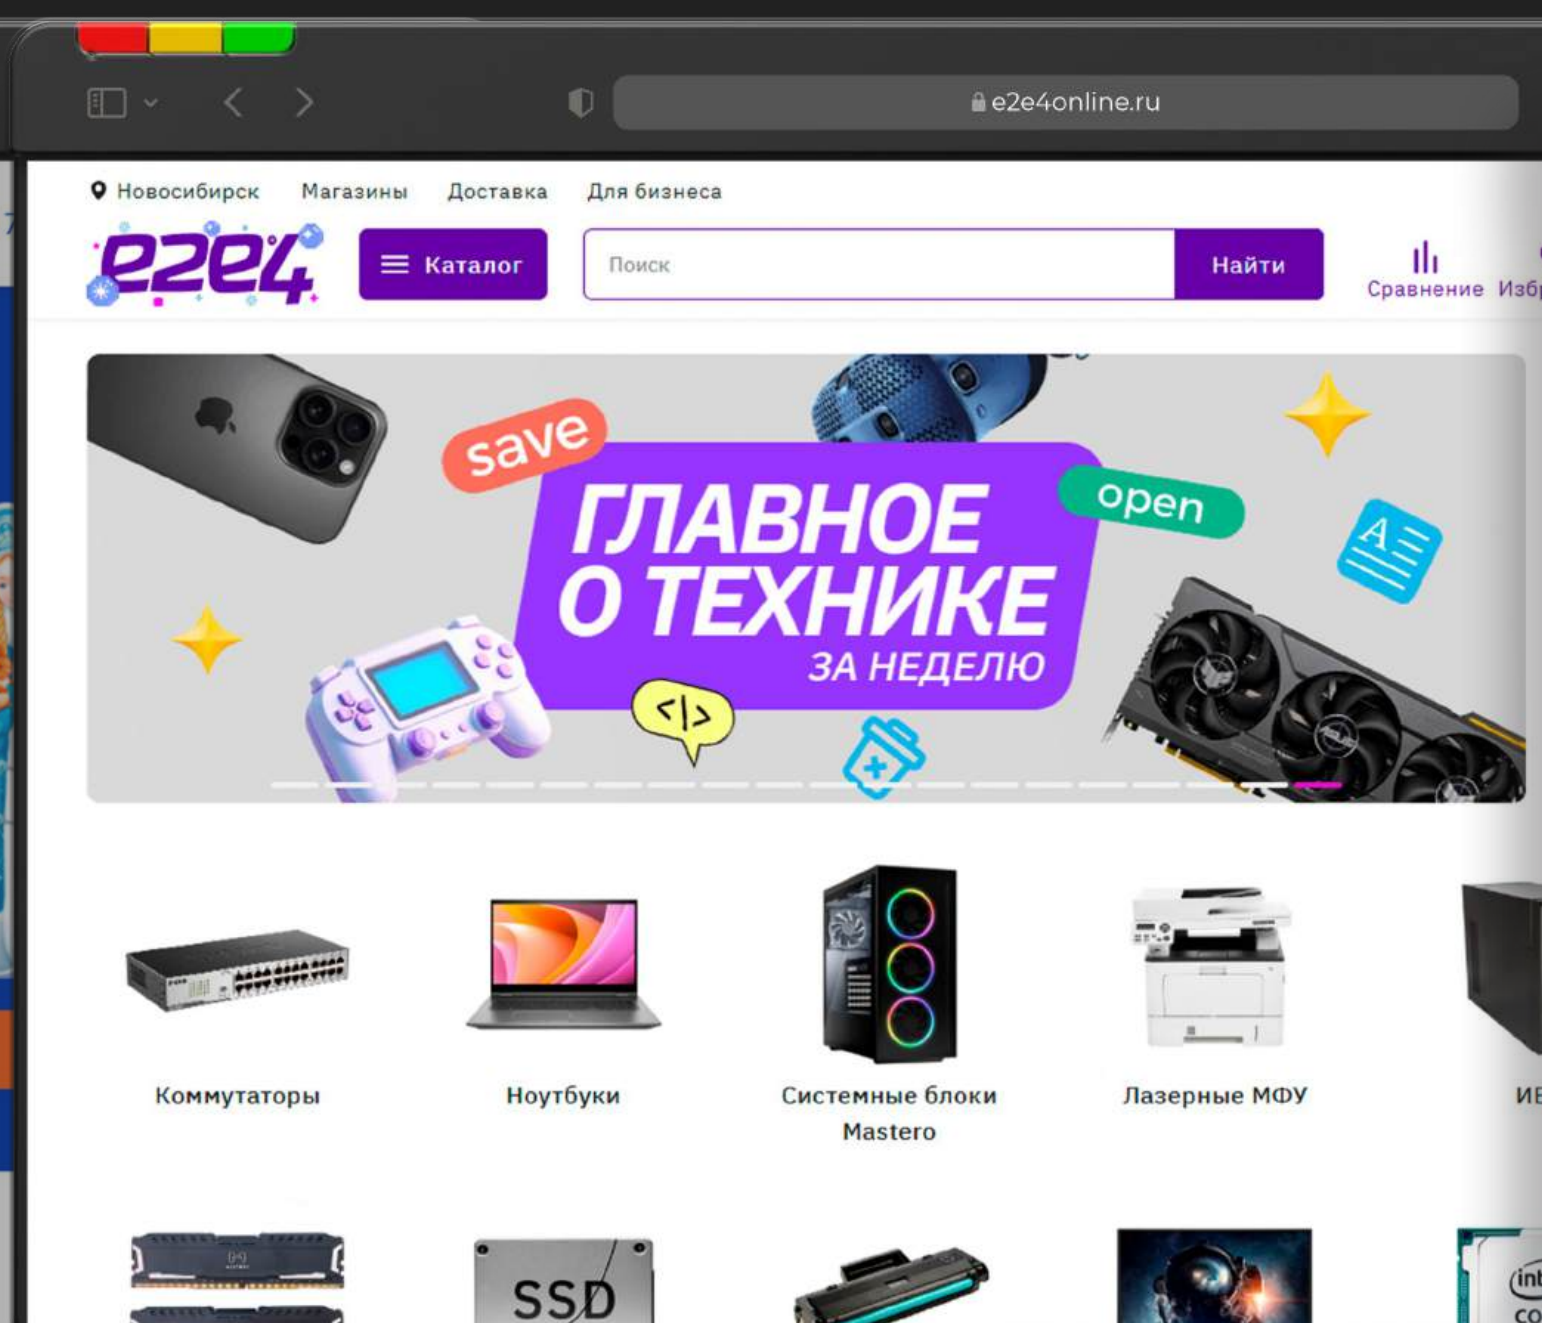 e2e4online.ru
Новосибирск Магазины Доставка Для бизнеса
e2e4
Каталог
Поиск
Найти
Сравнение
save
open
ГЛАВНОЕ
О ТЕХНИКЕ
ЗА НЕДЕЛЮ
A
<|>
Коммутаторы
Ноутбуки
Системные блоки
Mastero
Лазерные МФУ
SSD